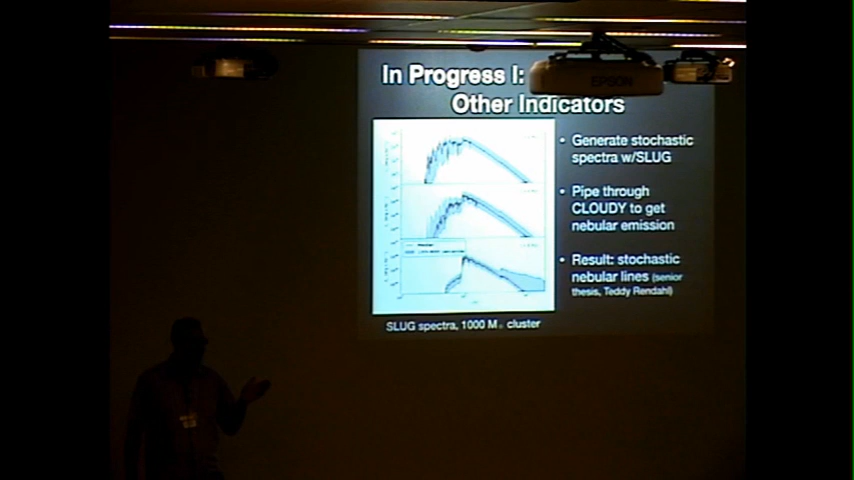 In Progress I:
Other Indicators
EPSON
• Generate stochastic
spectra w/SLUG
• Pipe through
CLOUDY to get
nebular emission
• Result: stochastic
nebular lines (senior
thesis, Teddy Rendahl)
SLUG spectra, 1000 M cluster